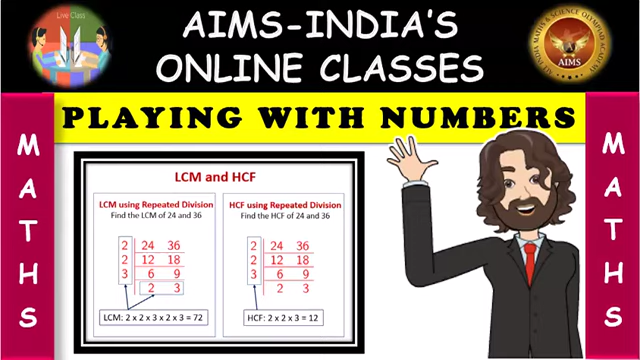 Live Class
AIMS-INDIA'S
ONLINE CLASSES
AIMS
PLAYING WITH NUMBERS
MATHS
LCM and HCF
LCM using Repeated Division
Find the LCM of 24 and 36
2 24 36
2 12 18
3 6 9
2 3
LCM: 2 x 2 x 3 x 2 x 3 = 72
HCF using Repeated Division
Find the HCF of 24 and 36
2 24 36
2 12 18
3 6 9
2 3
HCF: 2 x 2 x 3 = 12
MATHS